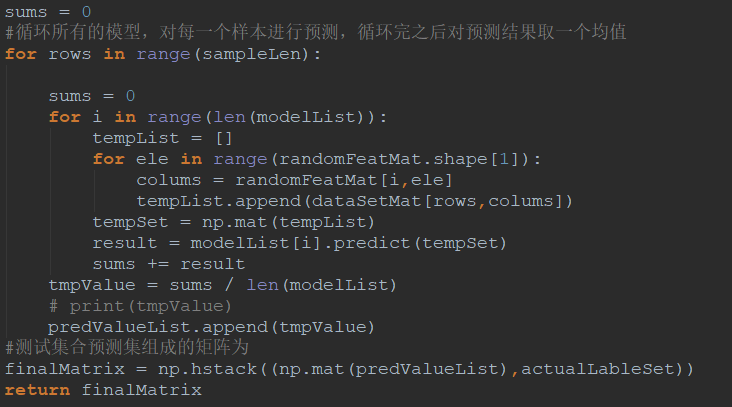 sums = 0
#循环所有的模型，对每一个样本进行预测，循环完之后对预测结果取一个均值
for rows in range(sampleLen):
sums = 0
for i in range(len(modelList)):
tempList = []
for ele in range(randomFeatMat.shape[1]):
colums = randomFeatMat[i,ele]
tempList.append(dataSetMat[rows,colums])
tempSet = np.mat(tempList)
result = modelList[i].predict(tempSet)
sums += result
tmpValue = sums / len(modelList)
# print(tmpValue)
predValueList.append(tmpValue)
#测试集合预测集组成的矩阵为
finalMatrix = np.hstack((np.mat(predValueList),actualLableSet))
return finalMatrix